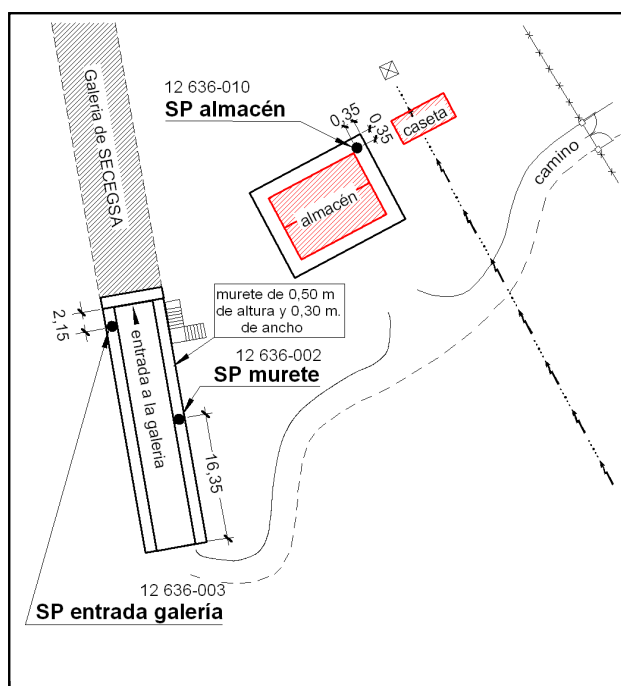 Galeria de SECEGSA
12 636-010
SP almacén
0,35
0,35
caseta
camino
almacén
murete de 0,50 m
de altura y 0,30 m.
de ancho
2,15
entrada a la galería
12 636-002
SP murete
16,35
12 636-003
SP entrada galería